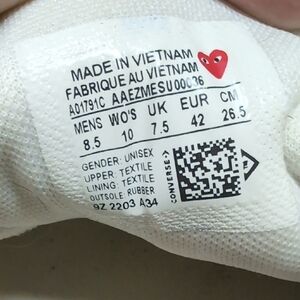 MADE IN VIETNAM
FABRIQUE AU VIETNAM
A01791C AAEZMESU00036
MENS WO'S UK EUR CM
8.5 10 7.5 42 26.5
GENDER: UNISEX
UPPER: TEXTILE
LINING: TEXTILE
OUTSOLE RUBBER
9Z 2203 A34
CONVERSE->